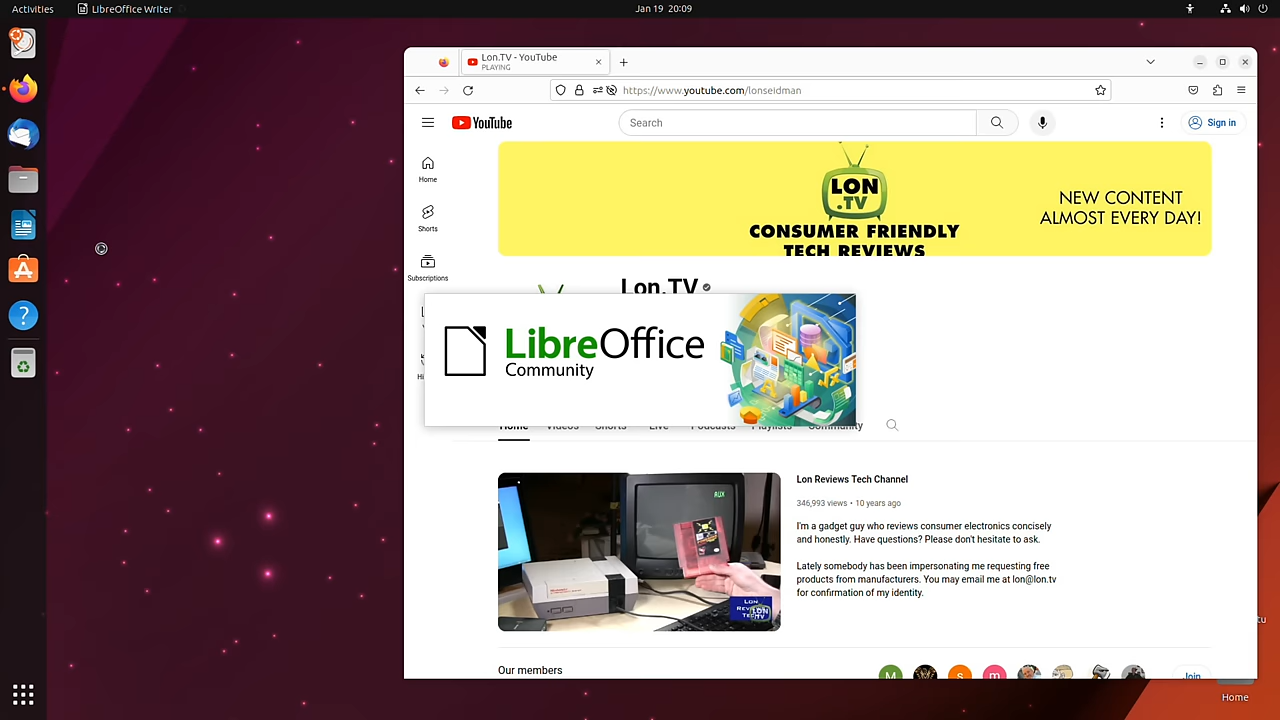 Activities
LibreOffice Writer
Jan 19 20:09
Lon.TV - YouTube
PLAYING
https://www.youtube.com/lonseidman
YouTube
Search
Sign in
Home
Shorts
Subscriptions
LON
.TV
CONSUMER FRIENDLY
TECH REVIEWS
NEW CONTENT
ALMOST EVERY DAY!
Lon.TV
LibreOffice
Community
Home Videos Shorts Live Podcasts Playlists Community
AUX
Lon Reviews Tech Channel
346,993 views • 10 years ago
I'm a gadget guy who reviews consumer electronics concisely
and honestly. Have questions? Please don't hesitate to ask.
Lately somebody has been impersonating me requesting free
products from manufacturers. You may email me at lon@lon.tv
for confirmation of my identity.
Our members
M
s
m
Join
Home